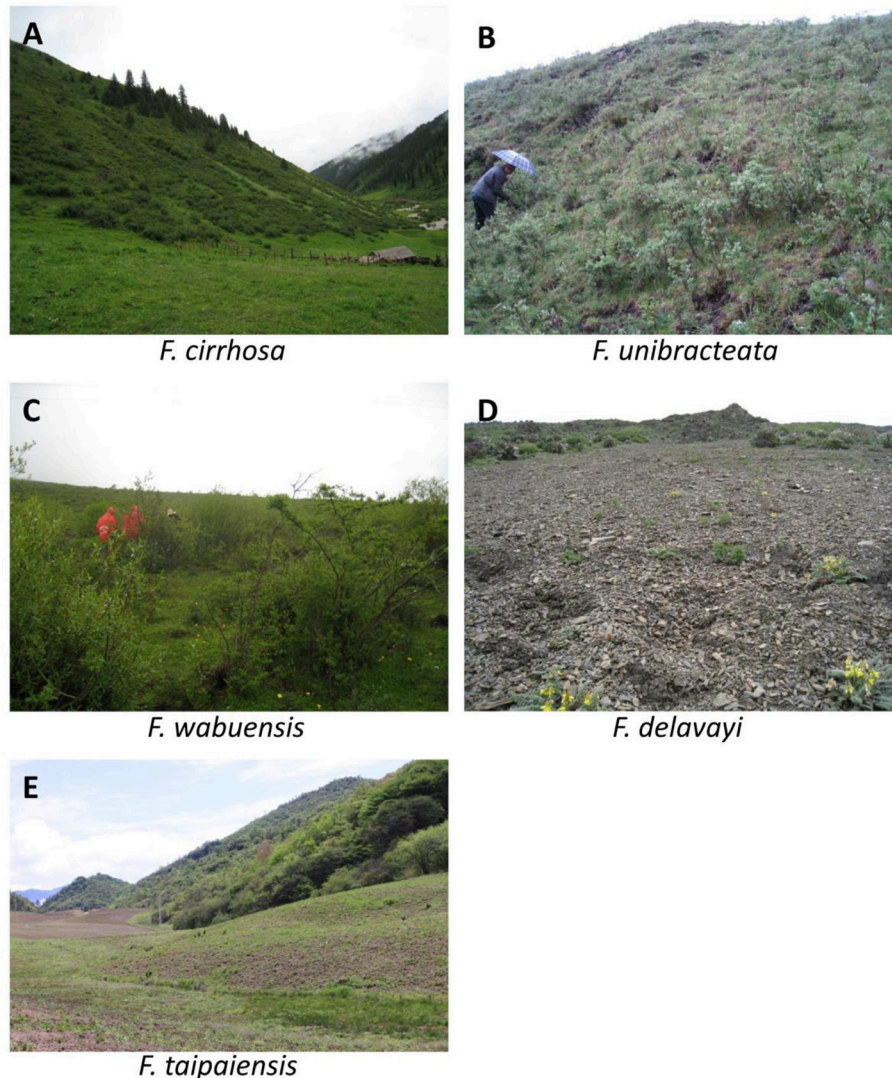 A
B
F. cirrhosa
F. unibracteata
C
D
F. wabuensis
F. delavayi
E
F. taipaiensis